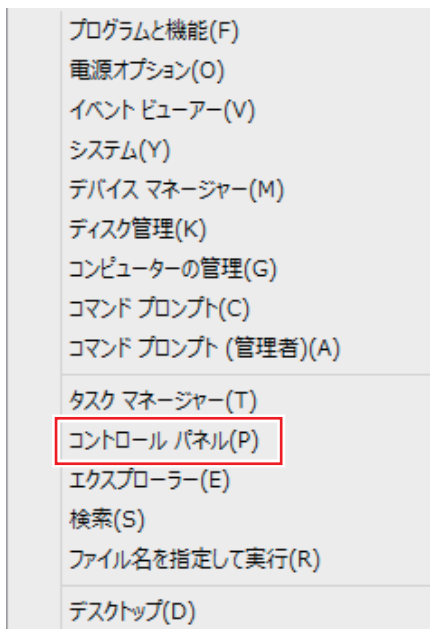 プログラムと機能(F)
電源オプション(O)
イベント ビューアー(V)
システム(Y)
デバイス マネージャー(M)
ディスク管理(K)
コンピューターの管理(G)
コマンド プロンプト(C)
コマンド プロンプト (管理者)(A)
タスク マネージャー(T)
コントロール パネル(P)
エクスプローラー(E)
検索(S)
ファイル名を指定して実行(R)
デスクトップ(D)